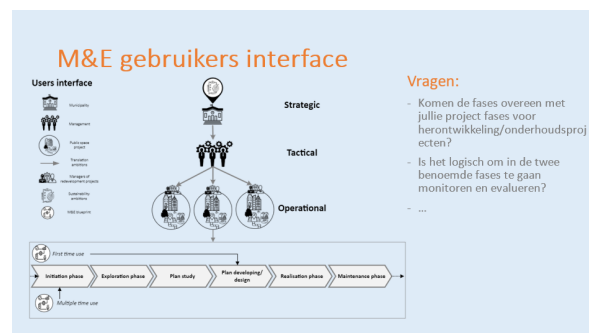 M&E gebruikers interface
Users interface
Municipality
Management
Public space
project
Translation
ambitions
Managers of
redevelopment projects
Sustainability
ambitions
M&E blueprint
Strategic
Tactical
Operational
Vragen:
- Komen de fases overeen met
jullie project fases voor
herontwikkeling/onderhoudsproj
ecten?
- Is het logisch om in de twee
benoemde fases te gaan
monitoren en evalueren?
- ...
First time use
Initiation phase
Exploration phase
Plan study
Plan developing/
design
Realisation phase
Maintenance phase
Multiple time use